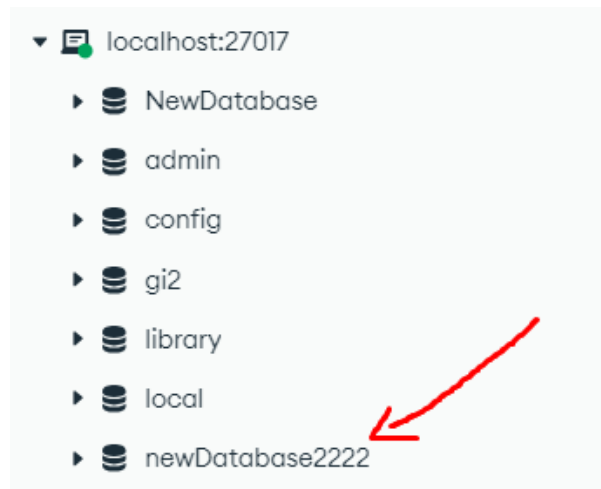 localhost:27017
NewDatabase
admin
config
gi2
library
local
newDatabase2222